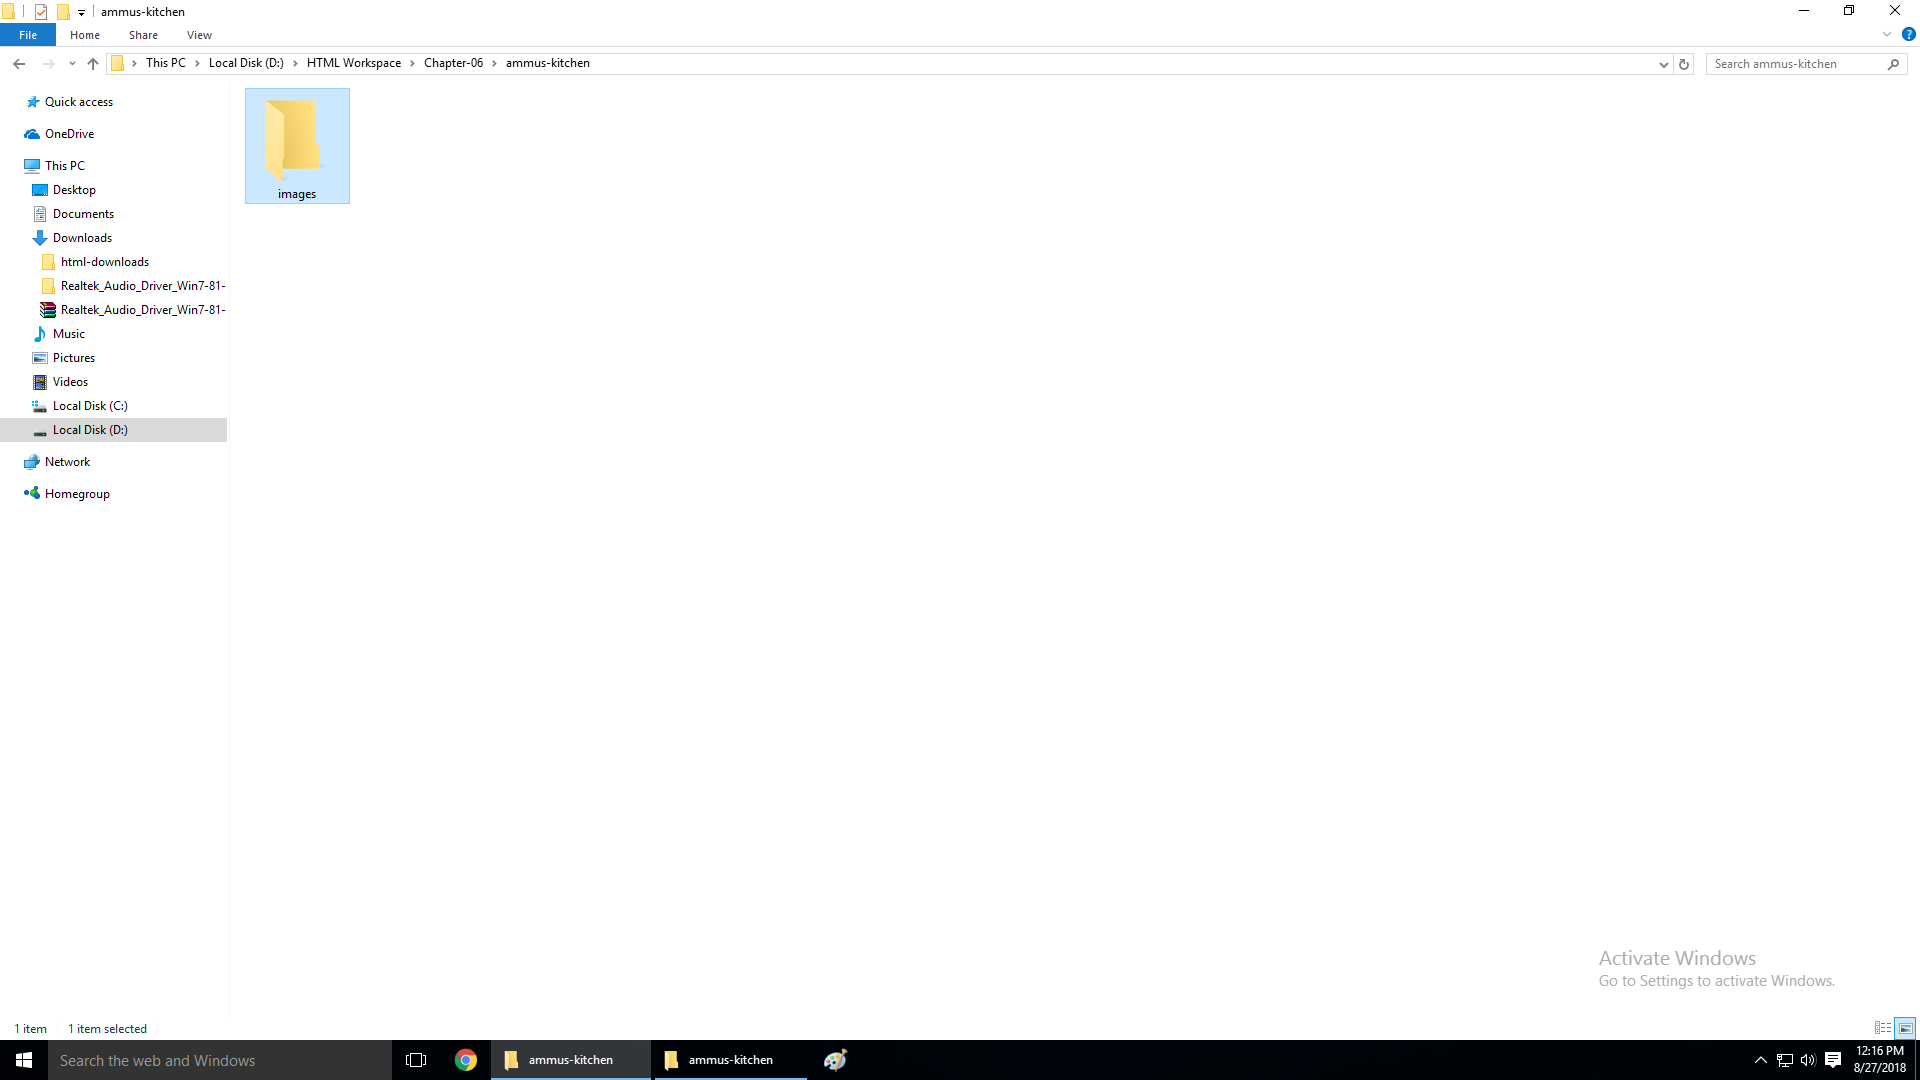 ammus-kitchen
File Home Share View
This PC Local Disk (D:) HTML Workspace Chapter-06 ammus-kitchen
Search ammus-kitchen
Quick access
OneDrive
This PC
Desktop
Documents
Downloads
html-downloads
Realtek_Audio_Driver_Win7-81-
Realtek_Audio_Driver_Win7-81-
Music
Pictures
Videos
Local Disk (C:)
Local Disk (D:)
Network
Homegroup
images
Activate Windows
Go to Settings to activate Windows.
1 item 1 item selected
Search the web and Windows
ammus-kitchen
ammus-kitchen
12:16 PM
8/27/2018